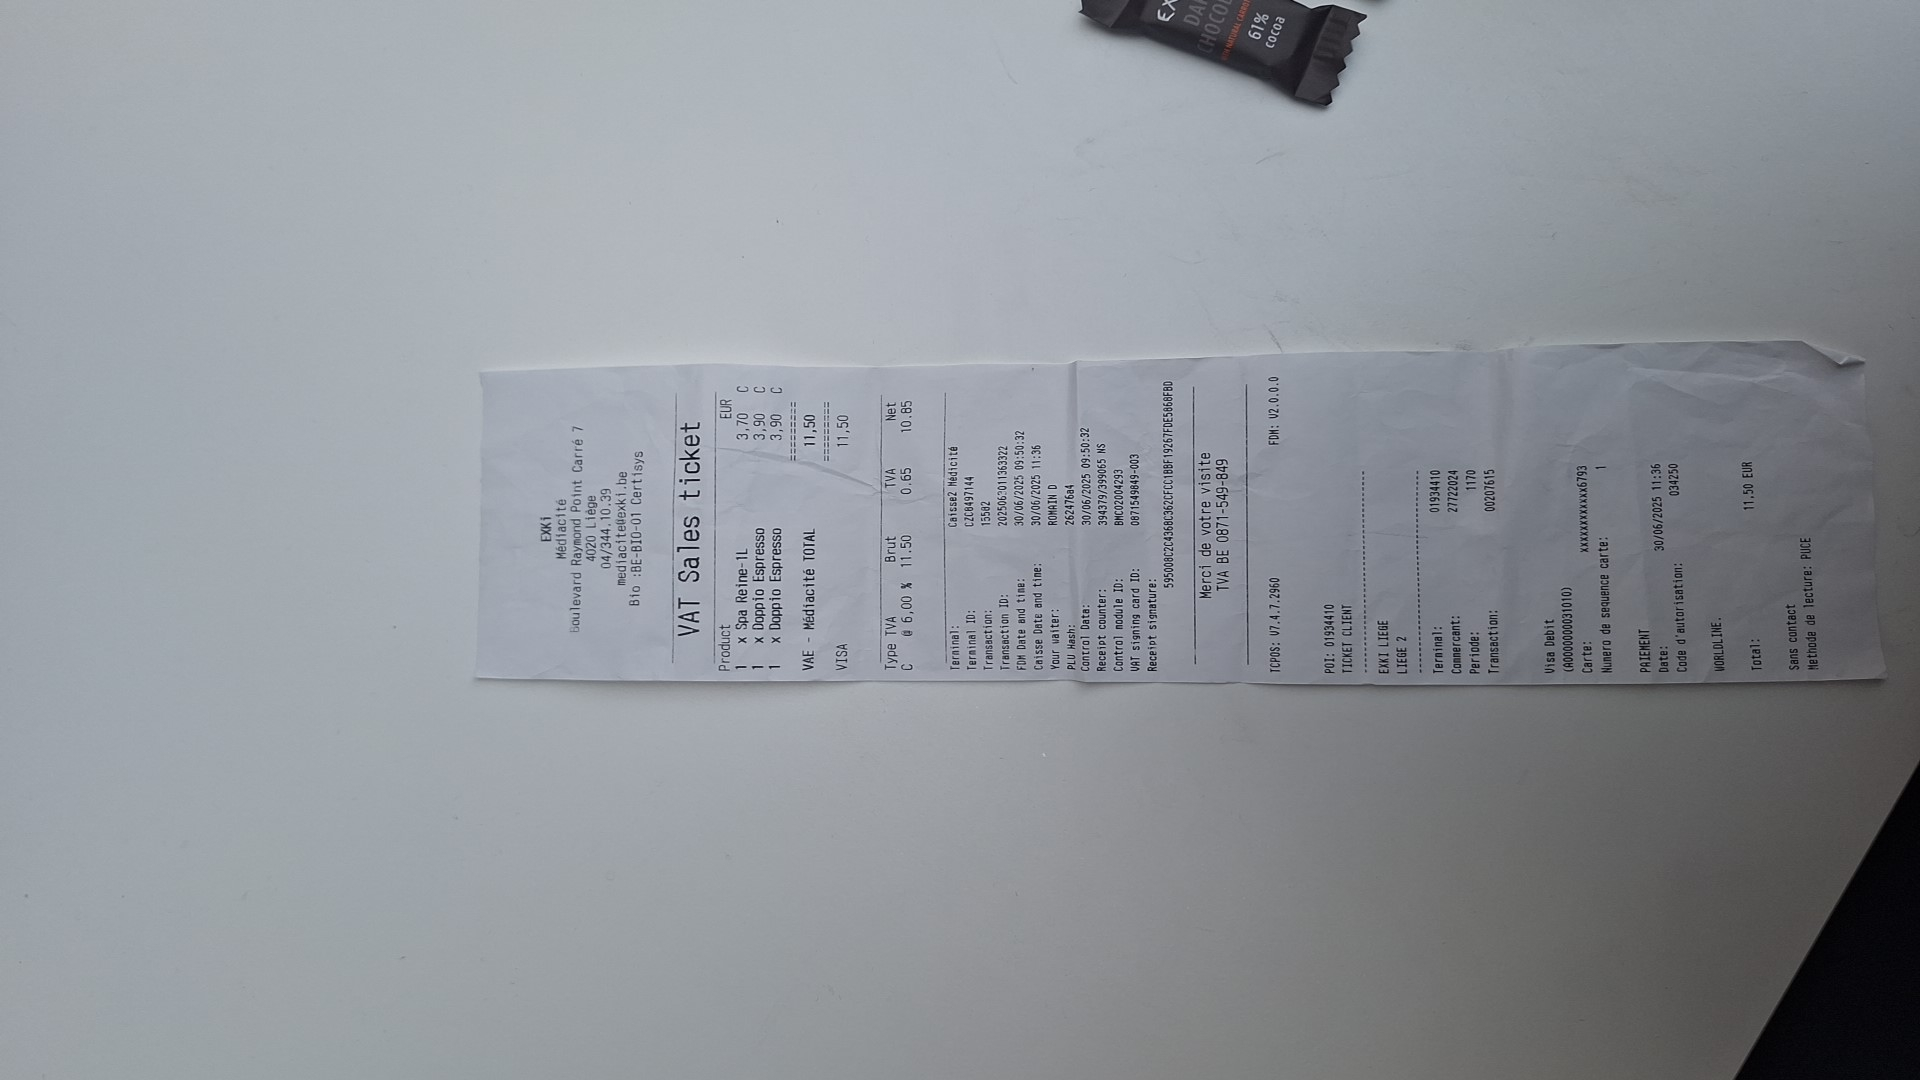 EXKi
Médiacité
Boulevard Raymond Point Carré 7
4020 Liège
04/344.10.39
mediacite@exki.be
Bio :BE-BIO-01 Certisys
VAT Sales ticket
Product EUR
1 x Spa Reine-1L 3,70 C
1 x Doppio Espresso 3,90 C
1 x Doppio Espresso 3,90 C
========
VAE - Médiacité TOTAL 11,50
========
VISA 11,50
Type TVA Brut TVA Net
C @ 6,00 % 11.50 0.65 10.85
Terminal: Caisse2 Médicité
Terminal ID: CZC8497144
Transaction: 15582
Transaction ID: 2025063011363322
FDM Date and time: 30/06/2025 09:50:32
Caisse Date and time: 30/06/2025 11:36
Your waiter: ROMAIN D
PLU Hash: 262476a4
Control Data: 30/06/2025 09:50:32
Receipt counter: 394379/399065 NS
Control module ID: BMC02004293
VAT signing card ID: 0871549849-003
Receipt signature:
Merci de votre visite
TVA BE 0871-549-849
TCPOS: V7.4.7.2960 FDM: V2.0.0.0
POI: 01934410
TICKET CLIENT
--------------------------------
EXKI LIEGE
LIEGE 2
--------------------------------
Terminal: 01934410
Commercant: 27722024
Periode: 1170
Transaction: 00207615
Visa Debit
(A0000000031010)
Carte: xxxxxxxxxxxx6793
Numero de sequence carte: 1
PAIEMENT
Date: 30/06/2025 11:36
Code d'autorisation: 034250
WORLDLINE.
Total: 11.50 EUR
Sans contact
Methode de lecture: PUCE
61%
cocoa